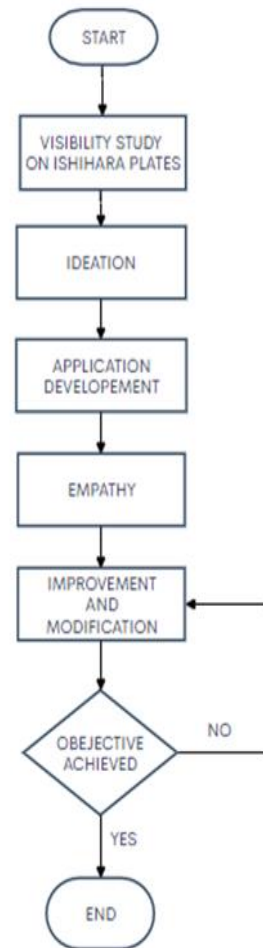 START
VISIBILITY STUDY
ON ISHIHARA PLATES
IDEATION
APPLICATION
DEVELOPEMENT
EMPATHY
IMPROVEMENT
AND
MODIFICATION
OBEJECTIVE
ACHIEVED
NO
YES
END